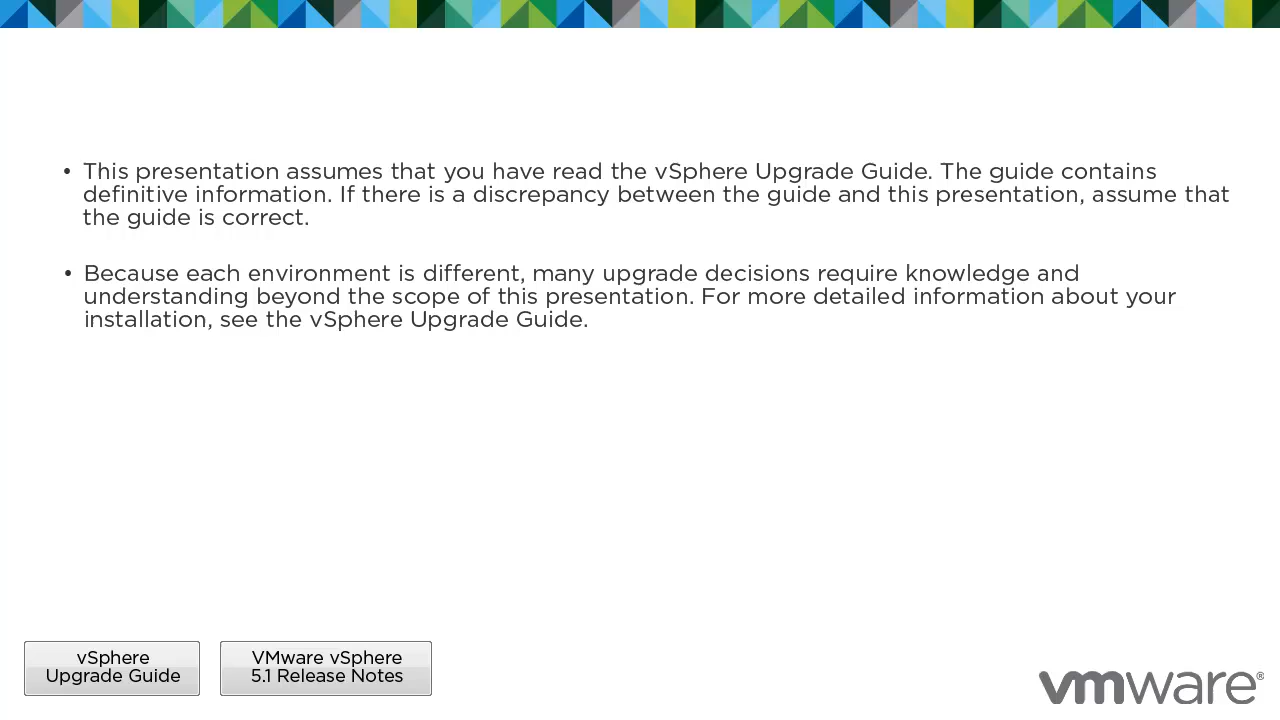 • This presentation assumes that you have read the vSphere Upgrade Guide. The guide contains
definitive information. If there is a discrepancy between the guide and this presentation, assume that
the guide is correct.
• Because each environment is different, many upgrade decisions require knowledge and
understanding beyond the scope of this presentation. For more detailed information about your
installation, see the vSphere Upgrade Guide.
vSphere
Upgrade Guide
VMware vSphere
5.1 Release Notes
vmware®